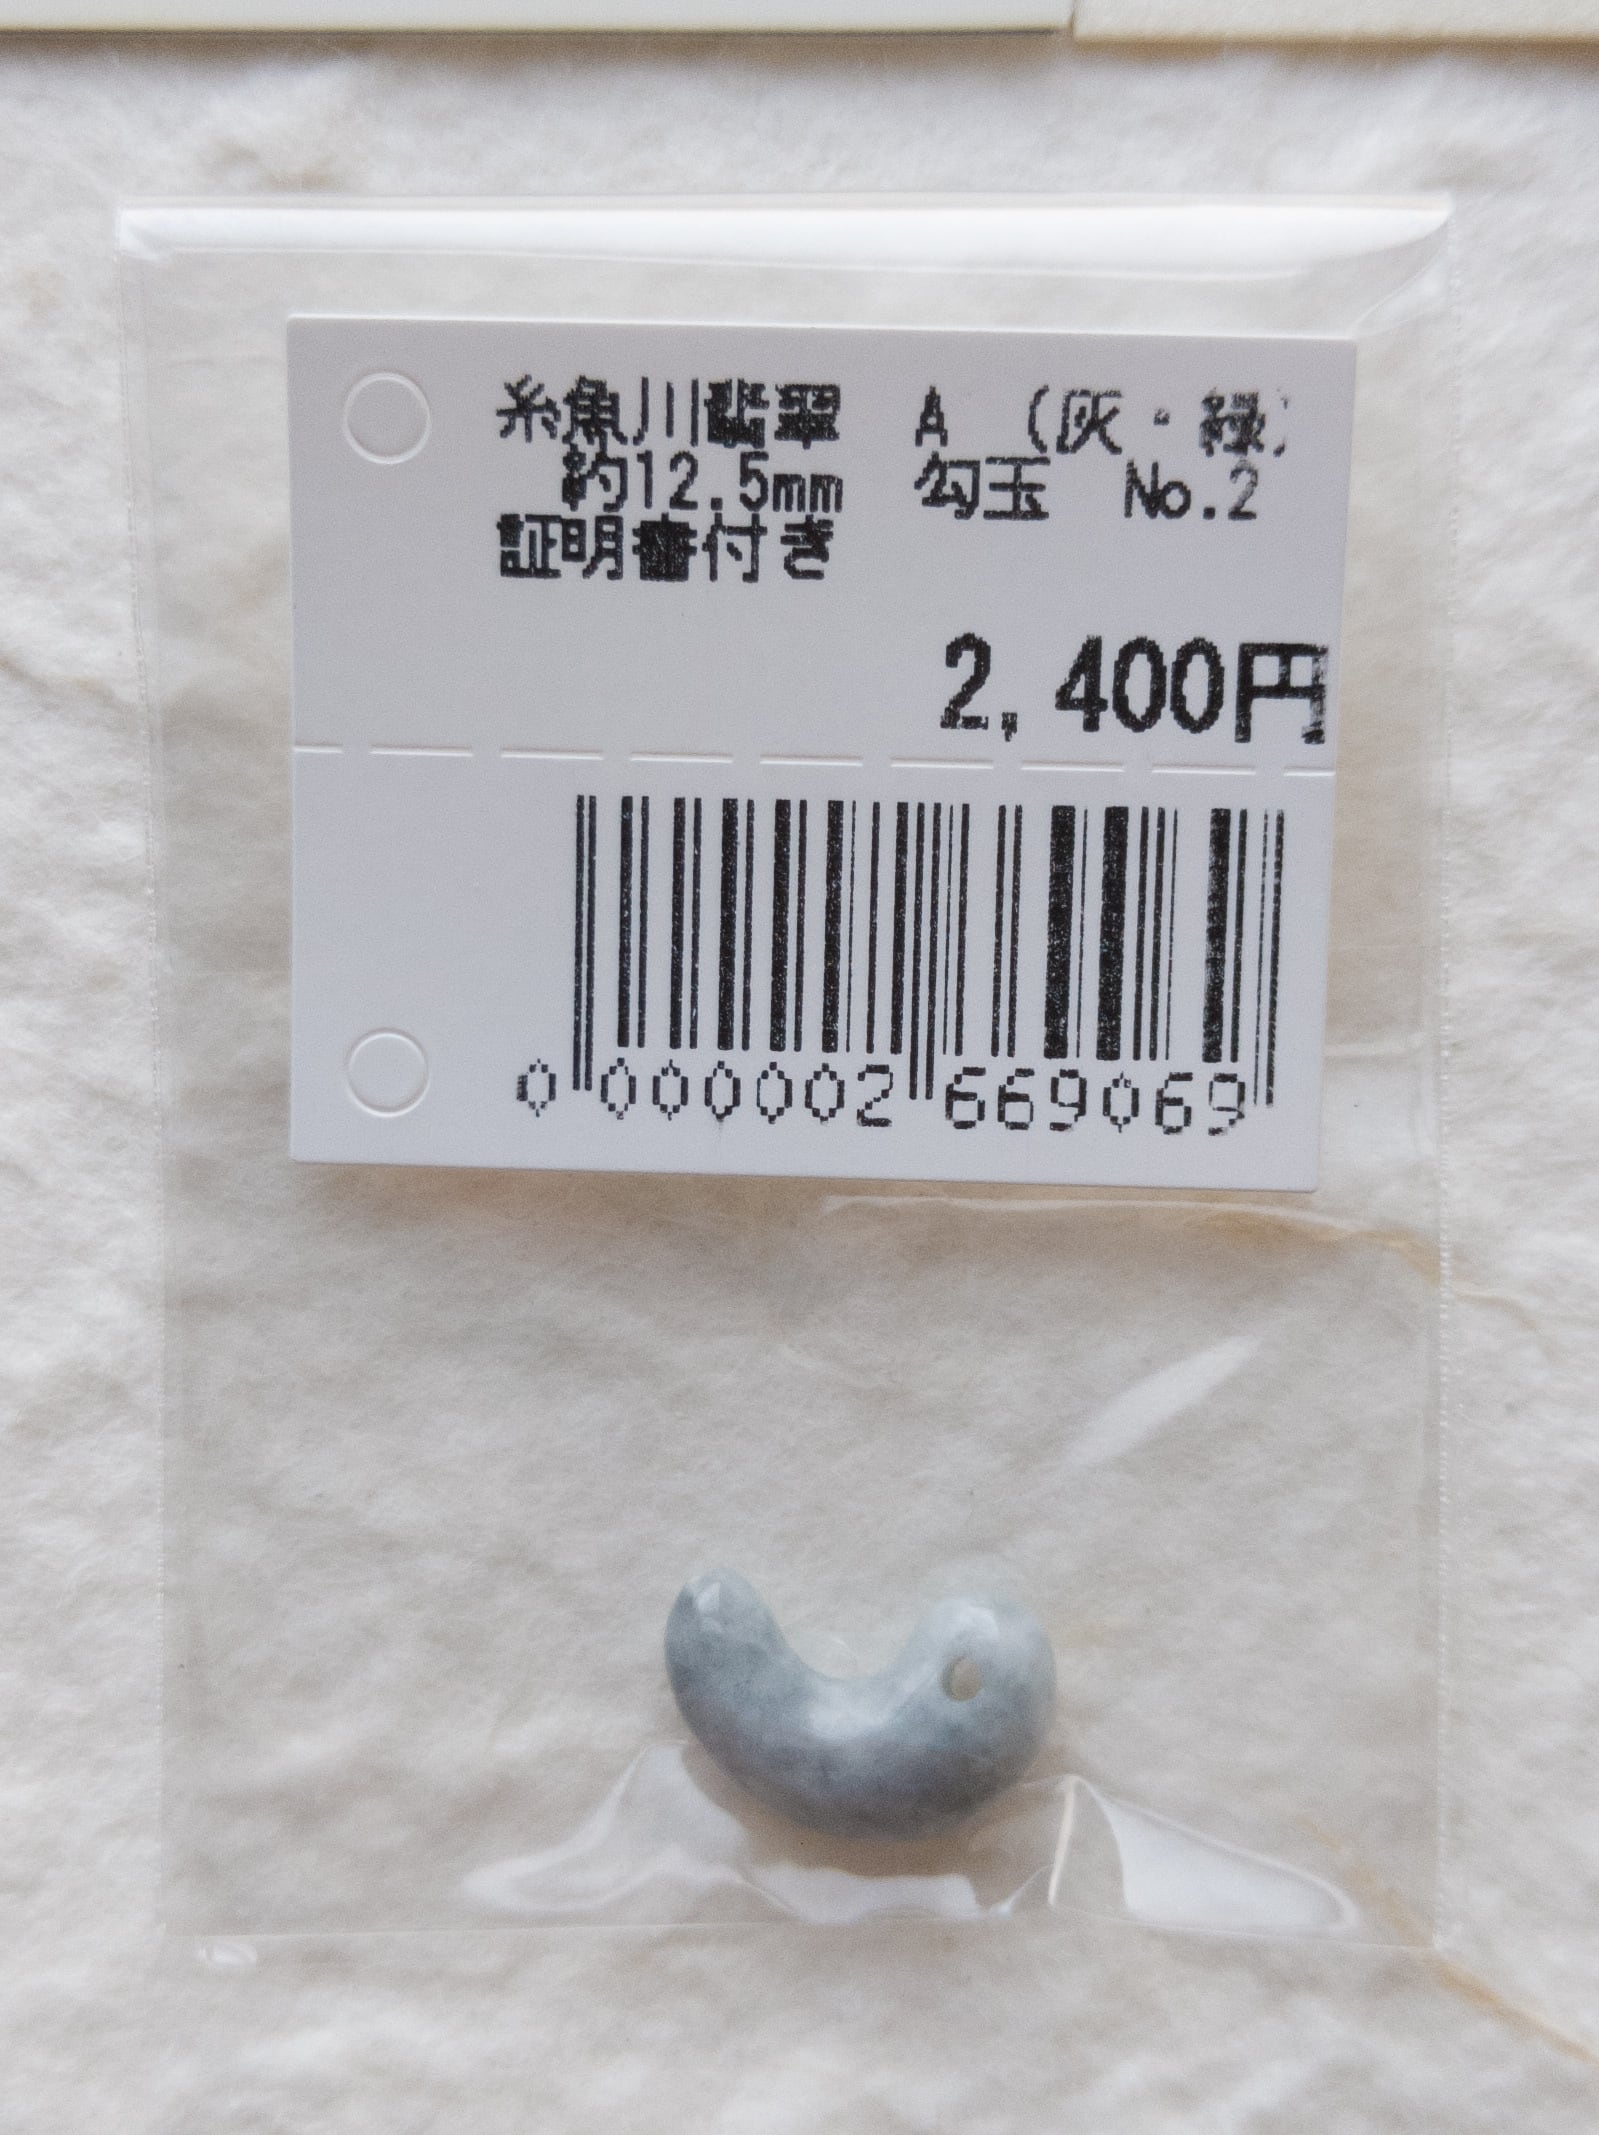 糸魚川翡翠　A　（灰・緑）
約12.5mm　勾玉　No.2
証明書付き
2,400円
0 000002 669069